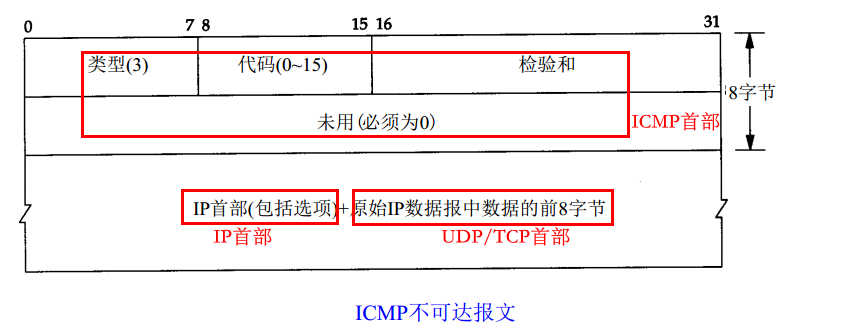 0 7 8 15 16 31
类型(3) 代码(0~15) 检验和
8字节
未用(必须为0) ICMP首部
IP首部(包括选项)+原始IP数据报中数据的前8字节
IP首部 UDP/TCP首部
ICMP不可达报文